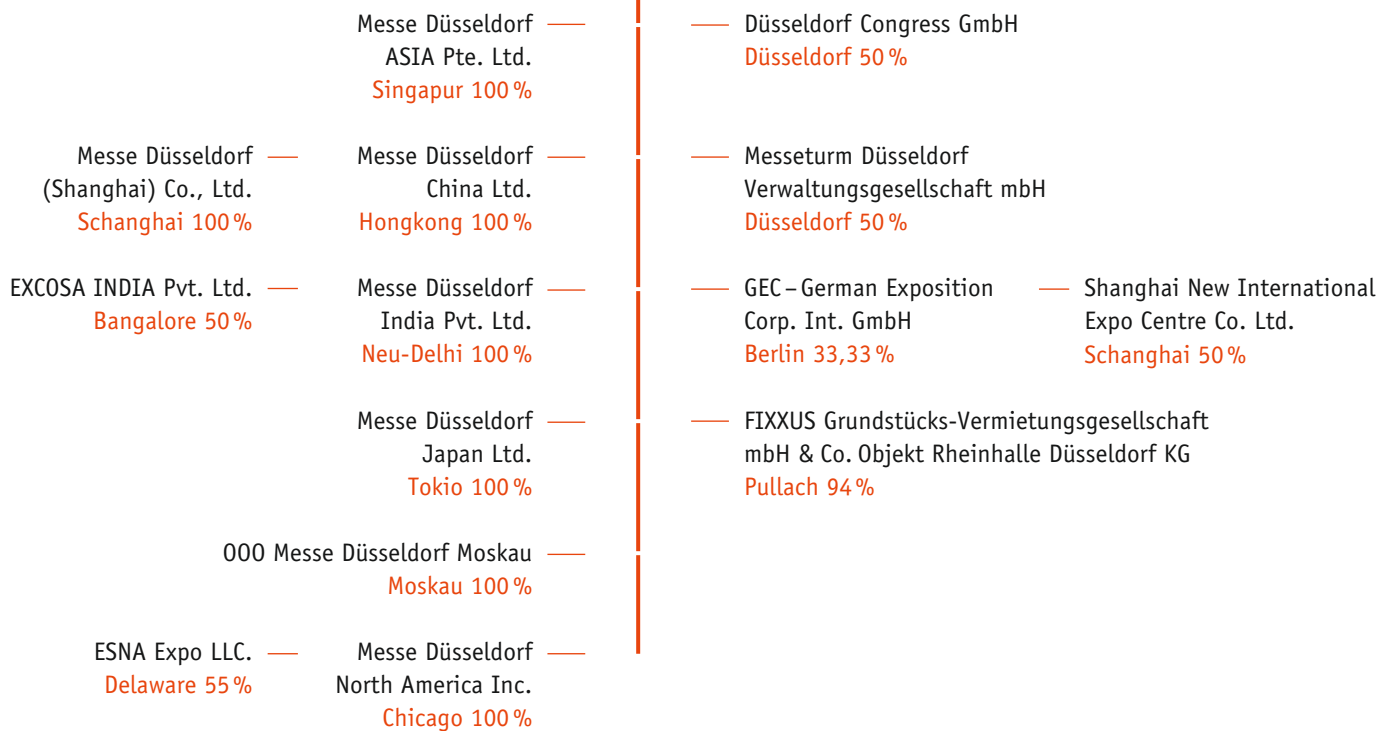 Messe Düsseldorf
ASIA Pte. Ltd.
Singapur 100 %
Düsseldorf Congress GmbH
Düsseldorf 50 %
Messe Düsseldorf
(Shanghai) Co., Ltd.
Schanghai 100 %
Messe Düsseldorf
China Ltd.
Hongkong 100 %
Messeturm Düsseldorf
Verwaltungsgesellschaft mbH
Düsseldorf 50 %
EXCOSA INDIA Pvt. Ltd.
Bangalore 50 %
Messe Düsseldorf
India Pvt. Ltd.
Neu-Delhi 100 %
GEC – German Exposition
Corp. Int. GmbH
Berlin 33,33 %
Shanghai New International
Expo Centre Co. Ltd.
Schanghai 50 %
Messe Düsseldorf
Japan Ltd.
Tokio 100 %
FIXXUS Grundstücks-Vermietungsgesellschaft
mbH & Co. Objekt Rheinhalle Düsseldorf KG
Pullach 94 %
OOO Messe Düsseldorf Moskau
Moskau 100 %
ESNA Expo LLC.
Delaware 55 %
Messe Düsseldorf
North America Inc.
Chicago 100 %